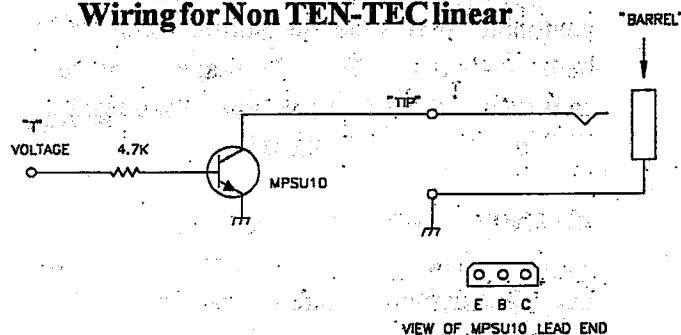 Wiring for Non TEN-TEC linear
"BARREL"
"TIP"
"T"
VOLTAGE
4.7K
MPSU10
E B C
VIEW OF MPSU10 LEAD END